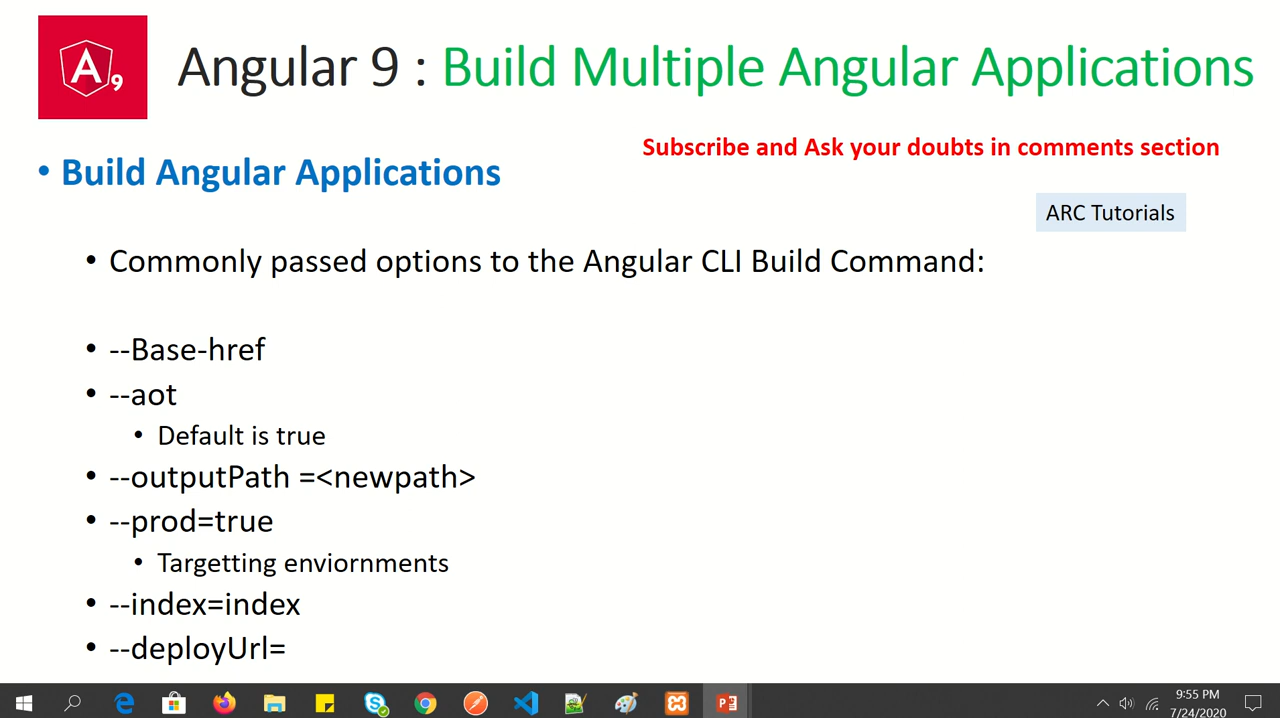 A9
Angular 9 : Build Multiple Angular Applications
Subscribe and Ask your doubts in comments section
• Build Angular Applications
ARC Tutorials
• Commonly passed options to the Angular CLI Build Command:
• --Base-href
• --aot
• Default is true
• --outputPath =<newpath>
• --prod=true
• Targetting enviornments
• --index=index
• --deployUrl=
9:55 PM
7/24/2020